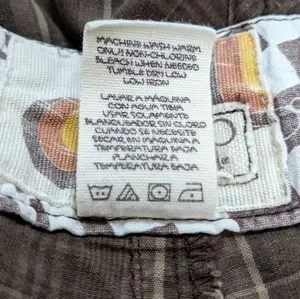 MACHINE WASH WARM
ONLY NON-CHLORINE
BLEACH WHEN NEEDED
TUMBLE DRY LOW
LOW IRON
LAVAR A MÁQUINA
CON AGUA TIBIA
USAR SOLAMENTE
BLANQUEADOR SIN CLORO
CUANDO SE NECESITE
SECAR EN MAQUINA A
TEMPERATURA BAJA
PLANCHAR A
TEMPERATURA BAJA